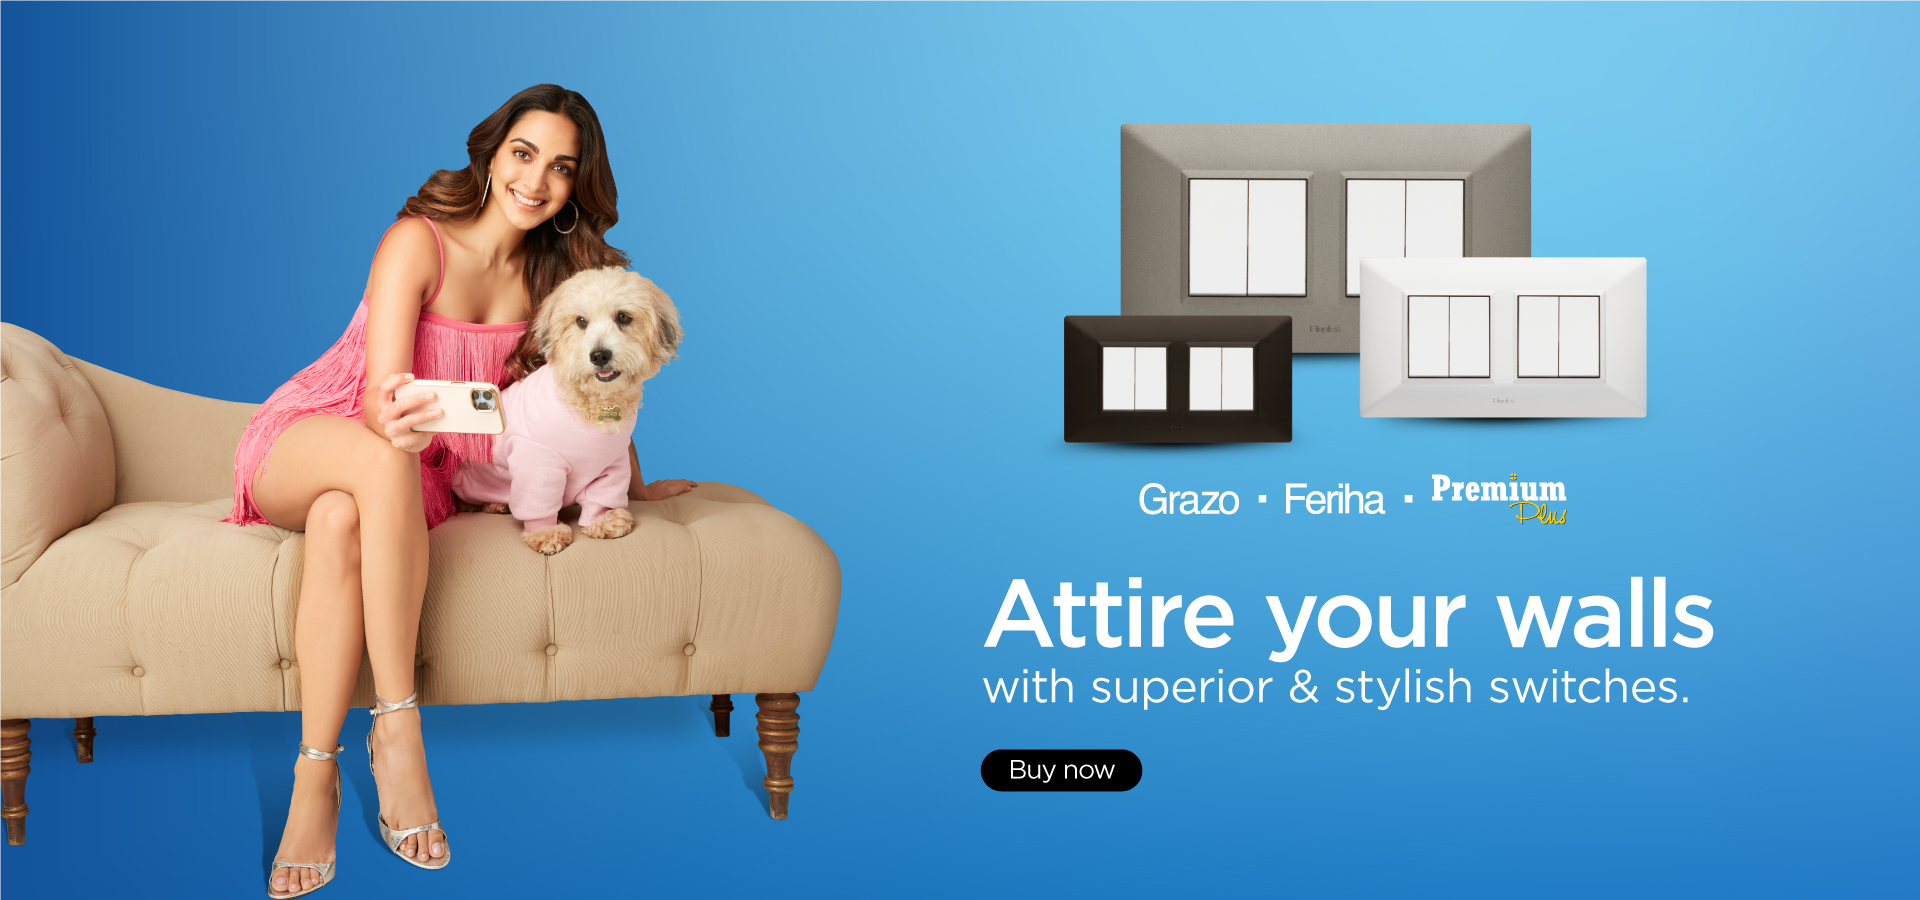 Grazo · Feriha · Premium Plus
Attire your walls
with superior & stylish switches.
Buy now